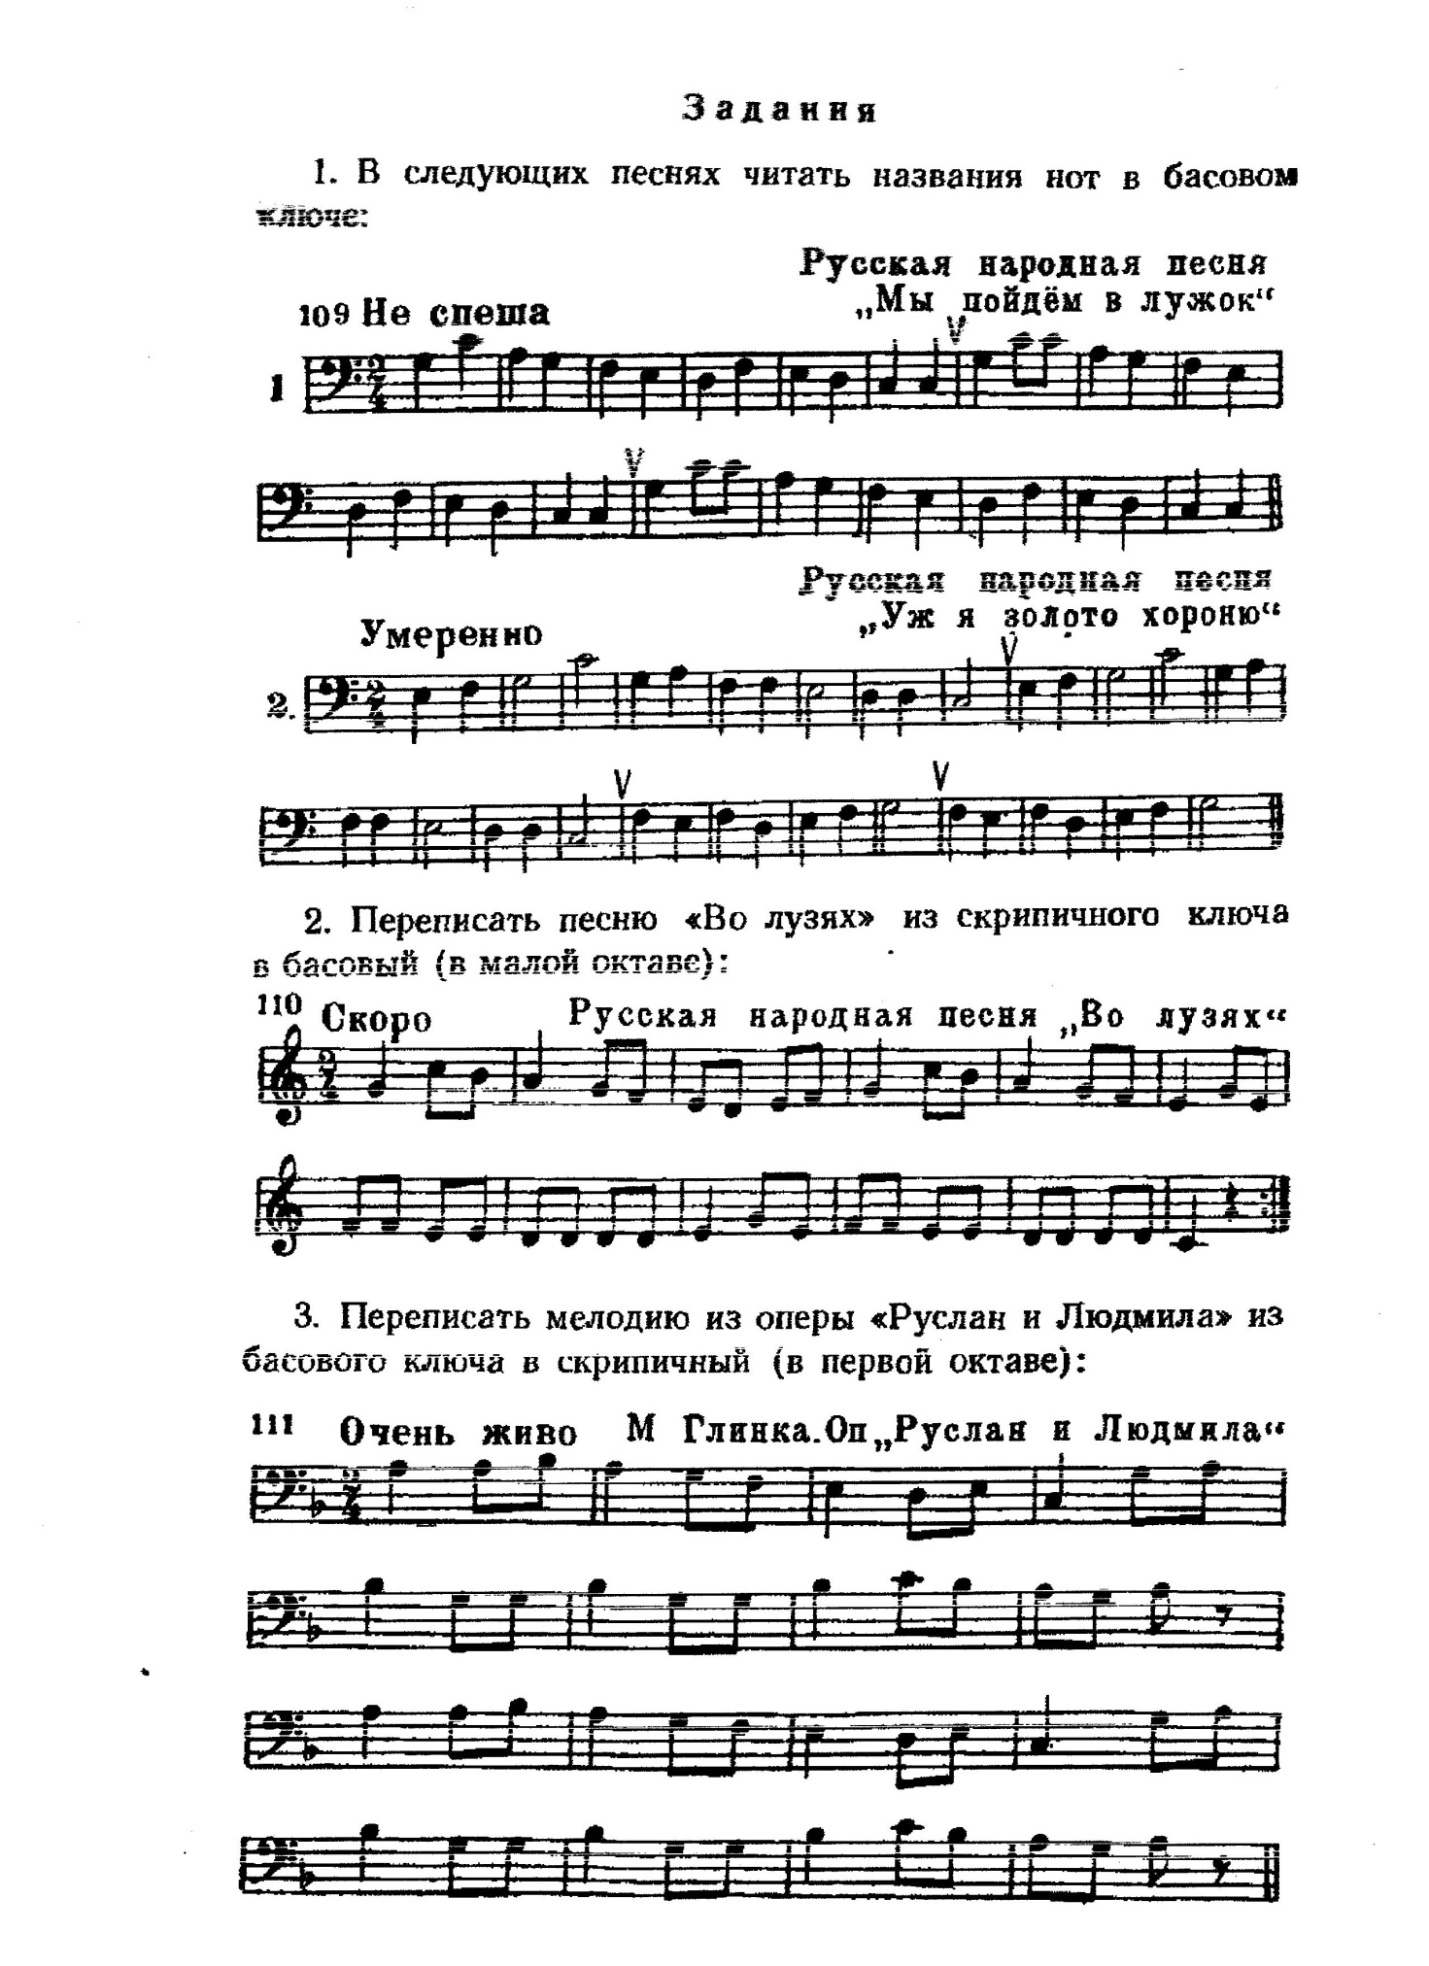 Задания
1. В следующих песнях читать названия нот в басовом
ключе:
Русская народная песня
„Мы пойдём в лужок“
109 Не спеша
1
Русская народная песня
„Уж я золото хороню“
Умеренно
2.
2. Переписать песню «Во лузях» из скрипичного ключа
в басовый (в малой октаве):
110 Скоро Русская народная песня „Во лузях“
3. Переписать мелодию из оперы «Руслан и Людмила» из
басового ключа в скрипичный (в первой октаве):
111 Очень живо М Глинка. Оп „Руслан и Людмила“